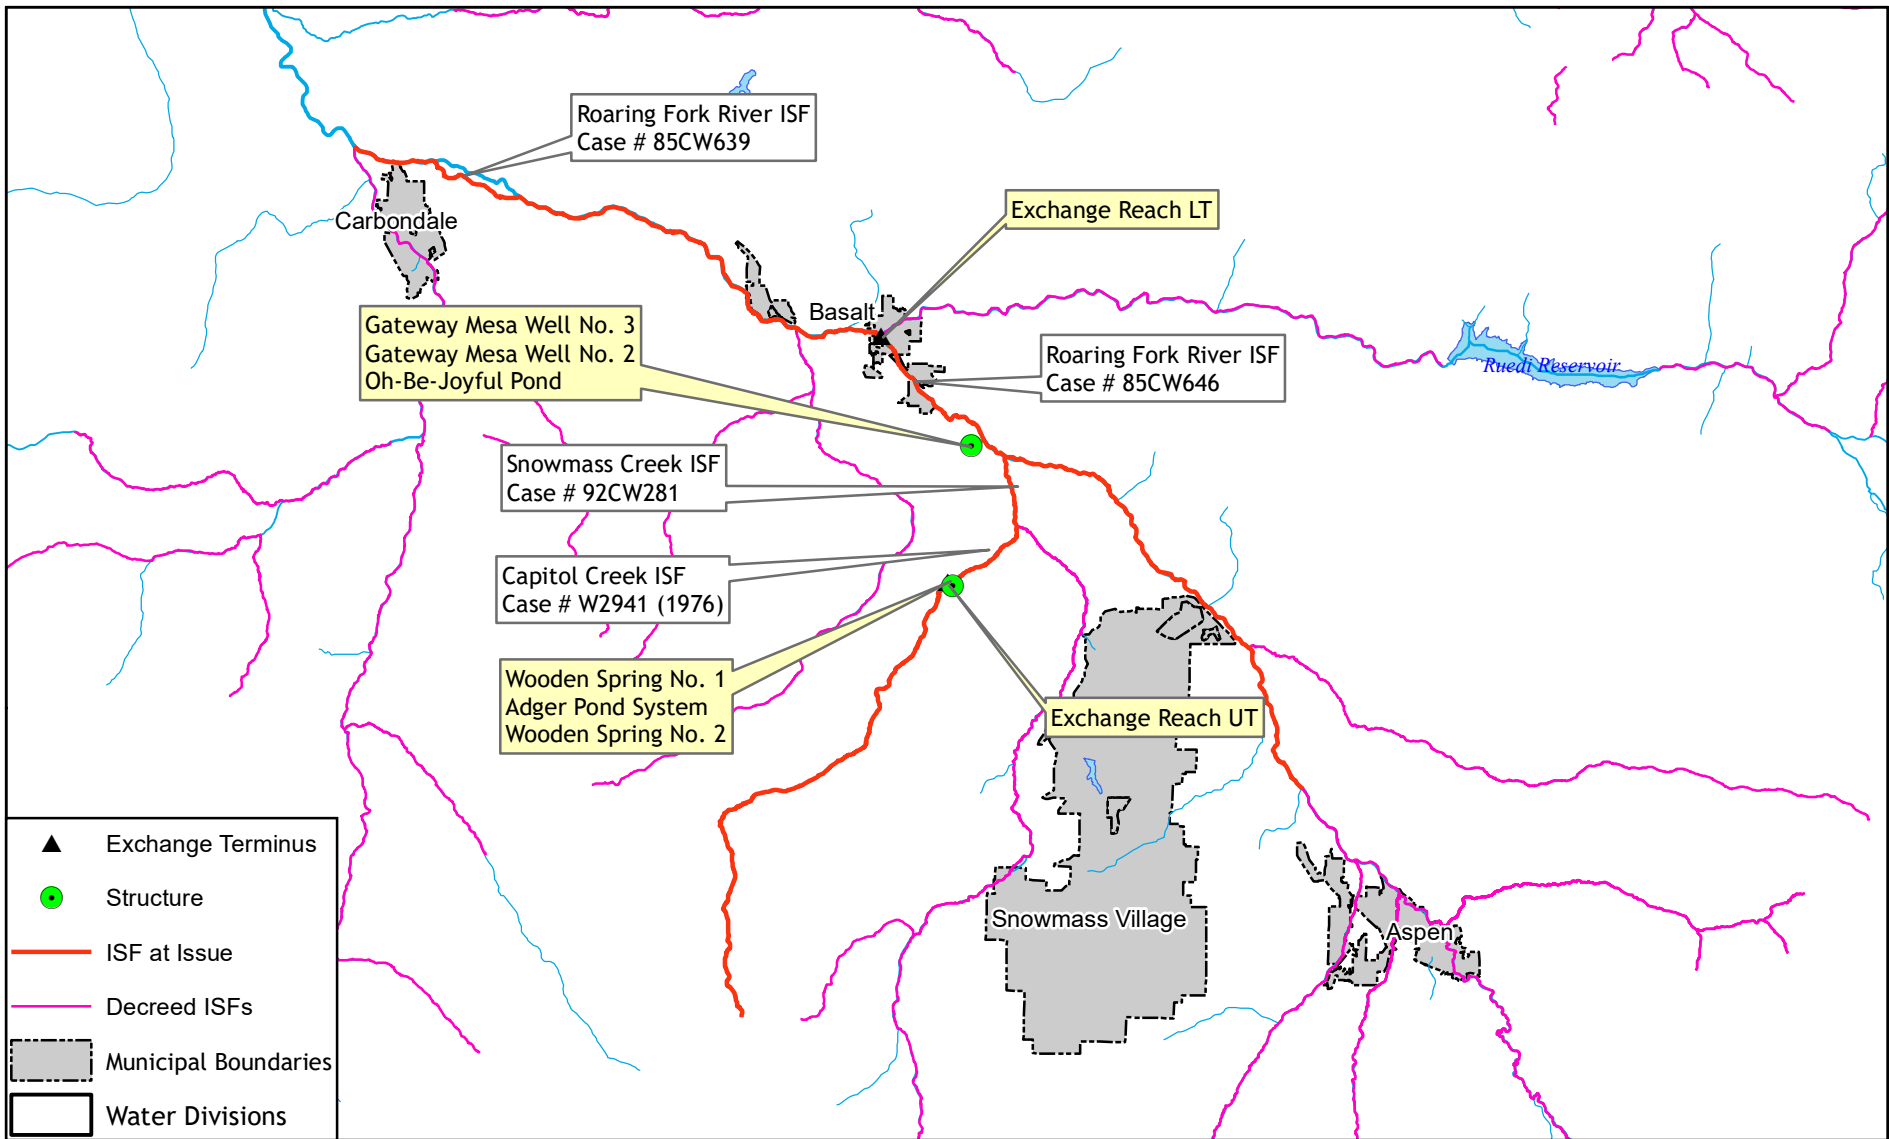 Roaring Fork River ISF
Case # 85CW639
Exchange Reach LT
Carbondale
Basalt
Gateway Mesa Well No. 3
Gateway Mesa Well No. 2
Oh-Be-Joyful Pond
Roaring Fork River ISF
Case # 85CW646
Ruedi Reservoir
Snowmass Creek ISF
Case # 92CW281
Capitol Creek ISF
Case # W2941 (1976)
Wooden Spring No. 1
Adger Pond System
Wooden Spring No. 2
Exchange Reach UT
Snowmass Village
Aspen
Exchange Terminus
Structure
ISF at Issue
Decreed ISFs
Municipal Boundaries
Water Divisions